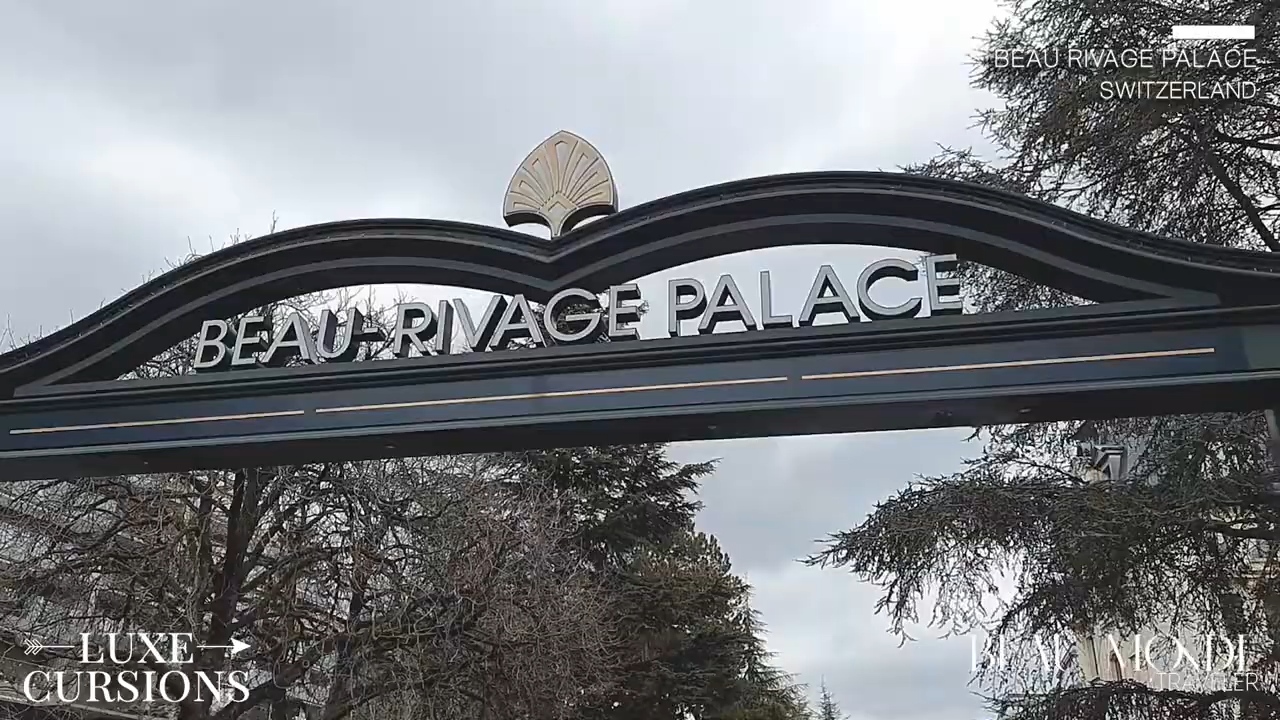 BEAU RIVAGE PALACE
SWITZERLAND
BEAU-RIVAGE PALACE
LUXE
CURSIONS
BEAU MONDE
TRAVELER